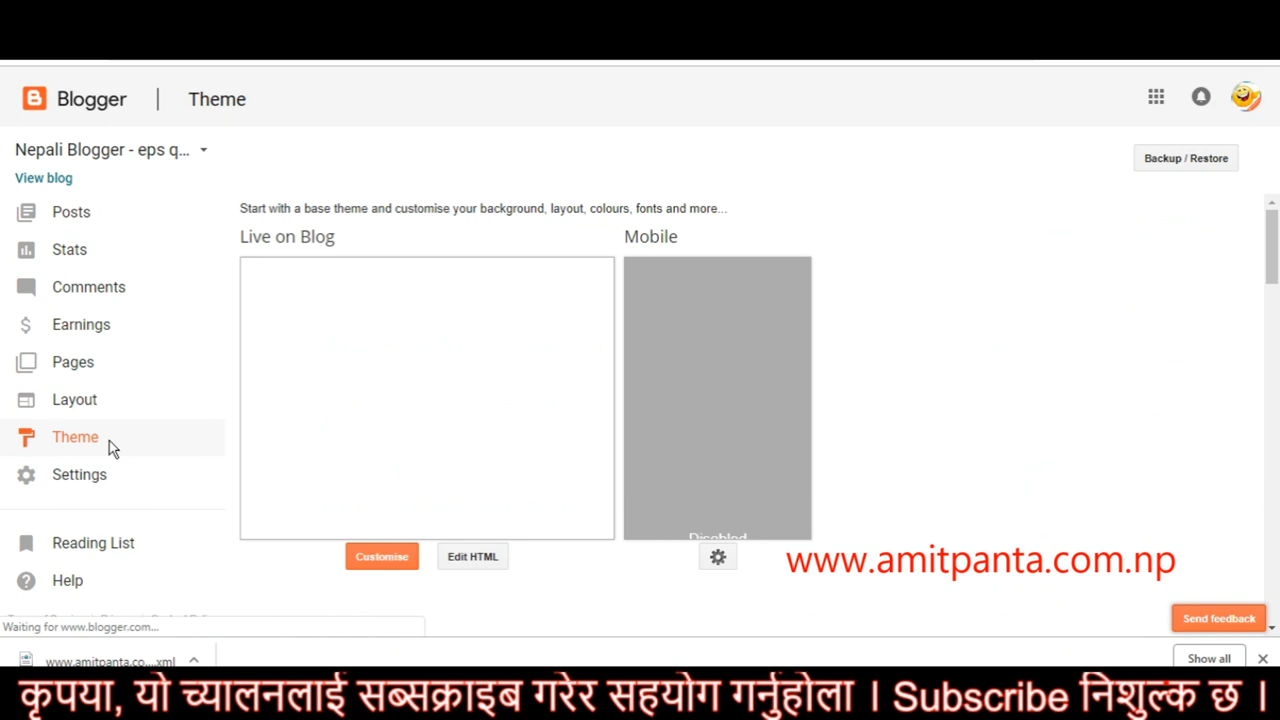 Blogger | Theme
Nepali Blogger - eps q...
View blog
Backup / Restore
Posts
Stats
Comments
Earnings
Pages
Layout
Theme
Settings
Reading List
Help
Start with a base theme and customise your background, layout, colours, fonts and more...
Live on Blog
Mobile
Disabled
Customise
Edit HTML
www.amitpanta.com.np
Send feedback
Waiting for www.blogger.com...
www.amitpanta.co....xml
Show all
कृपया, यो च्यालनलाई सब्सक्राइब गरेर सहयोग गर्नुहोला । Subscribe निशुल्क छ ।